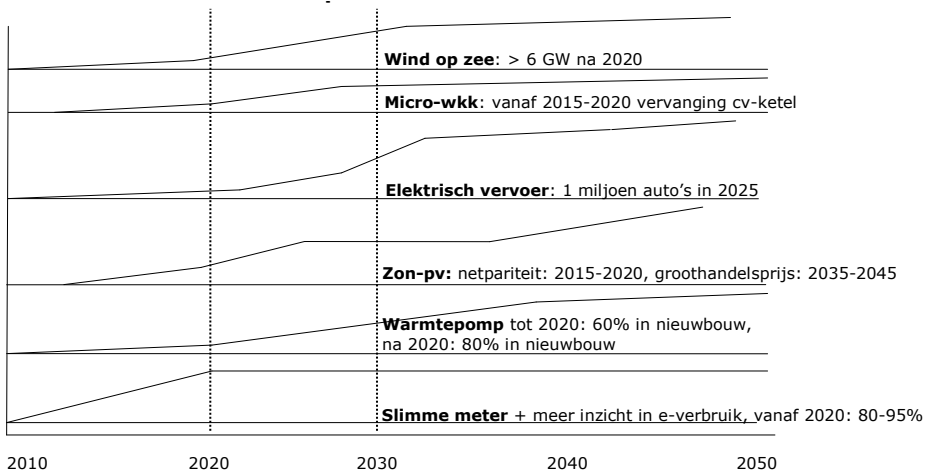 Wind op zee: > 6 GW na 2020
Micro-wkk: vanaf 2015-2020 vervanging cv-ketel
Elektrisch vervoer: 1 miljoen auto’s in 2025
Zon-pv: netpariteit: 2015-2020, groothandelsprijs: 2035-2045
Warmtepomp tot 2020: 60% in nieuwbouw,
na 2020: 80% in nieuwbouw
Slimme meter + meer inzicht in e-verbruik, vanaf 2020: 80-95%
2010 2020 2030 2040 2050